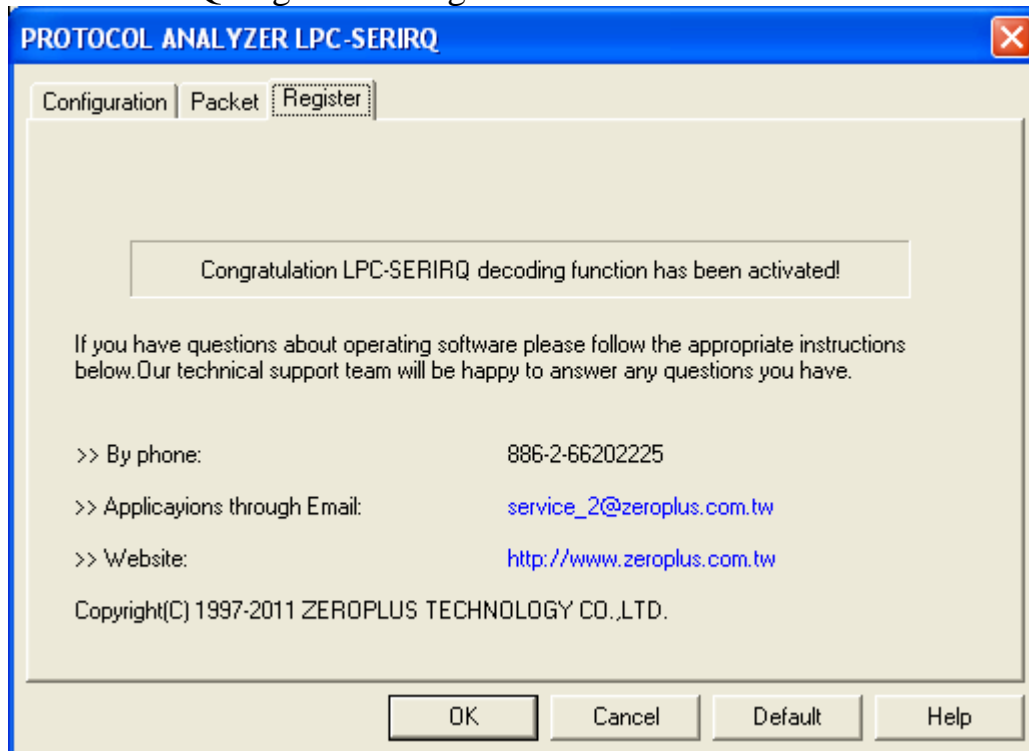 PROTOCOL ANALYZER LPC-SERIRQ
Configuration Packet Register
Congratulation LPC-SERIRQ decoding function has been activated!
If you have questions about operating software please follow the appropriate instructions
below.Our technical support team will be happy to answer any questions you have.
>> By phone: 886-2-66202225
>> Applicayions through Email: service_2@zeroplus.com.tw
>> Website: http://www.zeroplus.com.tw
Copyright(C) 1997-2011 ZEROPLUS TECHNOLOGY CO.,LTD.
OK Cancel Default Help